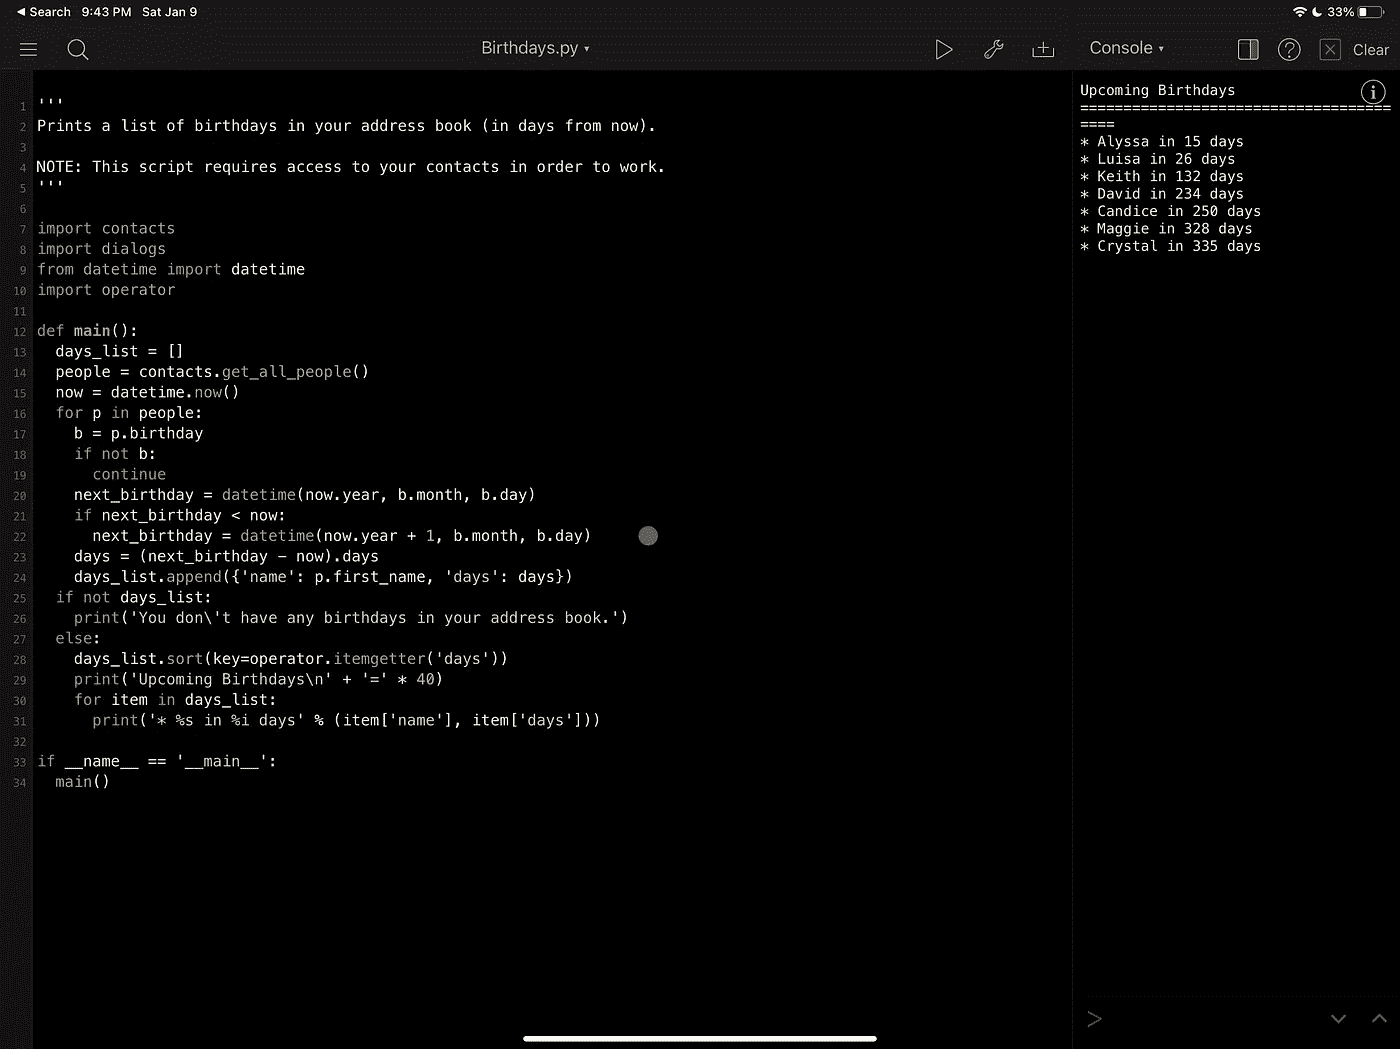 ◀ Search 9:43 PM Sat Jan 9 33%
Birthdays.py ▾
Console ▾ Clear
1 '''
2 Prints a list of birthdays in your address book (in days from now).
3
4 NOTE: This script requires access to your contacts in order to work.
5 '''
6
7 import contacts
8 import dialogs
9 from datetime import datetime
10 import operator
11
12 def main():
13   days_list = []
14   people = contacts.get_all_people()
15   now = datetime.now()
16   for p in people:
17     b = p.birthday
18     if not b:
19       continue
20     next_birthday = datetime(now.year, b.month, b.day)
21     if next_birthday < now:
22       next_birthday = datetime(now.year + 1, b.month, b.day)
23     days = (next_birthday - now).days
24     days_list.append({'name': p.first_name, 'days': days})
25   if not days_list:
26     print('You don\'t have any birthdays in your address book.')
27   else:
28     days_list.sort(key=operator.itemgetter('days'))
29     print('Upcoming Birthdays\n' + '=' * 40)
30     for item in days_list:
31       print('* %s in %i days' % (item['name'], item['days']))
32
33 if __name__ == '__main__':
34   main()
Upcoming Birthdays
====================================
====
* Alyssa in 15 days
* Luisa in 26 days
* Keith in 132 days
* David in 234 days
* Candice in 250 days
* Maggie in 328 days
* Crystal in 335 days
>